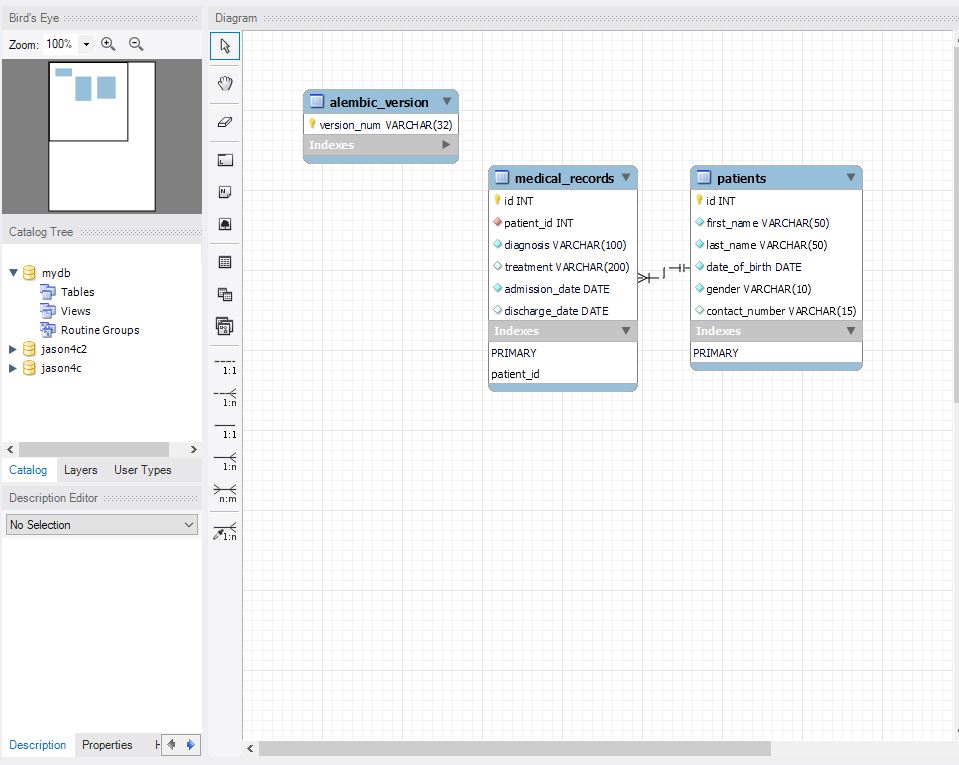 Bird's Eye
Zoom: 100%
Catalog Tree
mydb
Tables
Views
Routine Groups
jason4c2
jason4c
Catalog Layers User Types
Description Editor
No Selection
Description Properties H
Diagram
1:1
1:n
1:1
1:n
n:m
1:n
alembic_version
version_num VARCHAR(32)
Indexes
medical_records
id INT
patient_id INT
diagnosis VARCHAR(100)
treatment VARCHAR(200)
admission_date DATE
discharge_date DATE
Indexes
PRIMARY
patient_id
patients
id INT
first_name VARCHAR(50)
last_name VARCHAR(50)
date_of_birth DATE
gender VARCHAR(10)
contact_number VARCHAR(15)
Indexes
PRIMARY